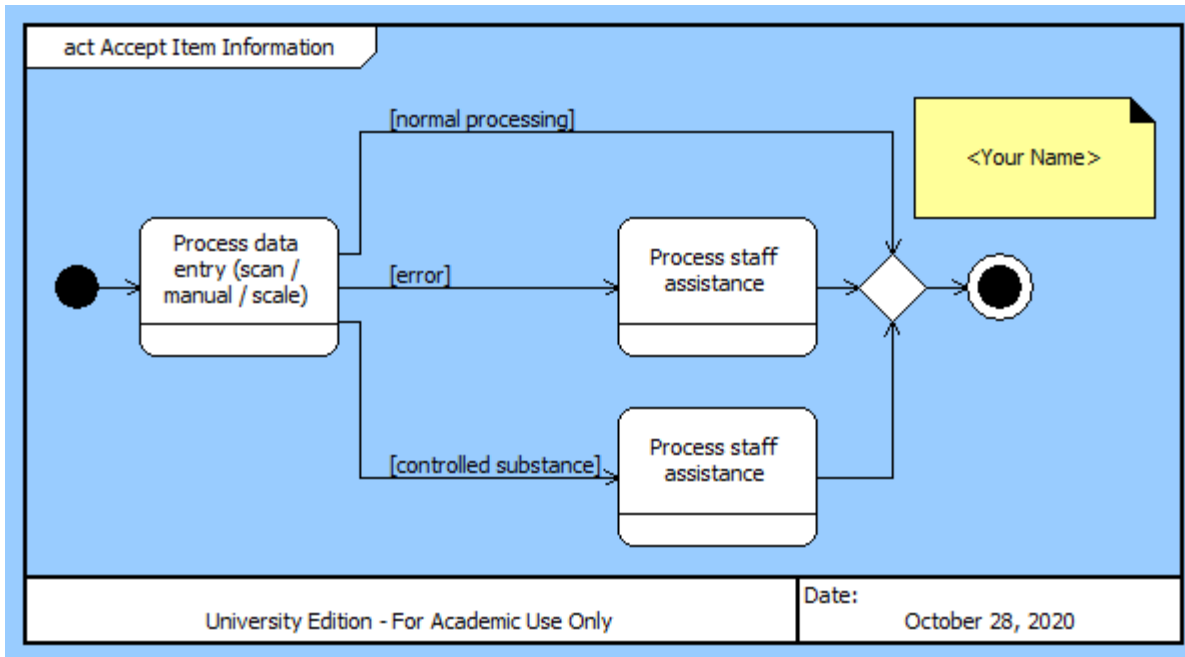 act Accept Item Information
[normal processing]
<Your Name>
Process data
entry (scan /
manual / scale)
[error]
Process staff
assistance
[controlled substance]
Process staff
assistance
University Edition - For Academic Use Only
Date:
October 28, 2020